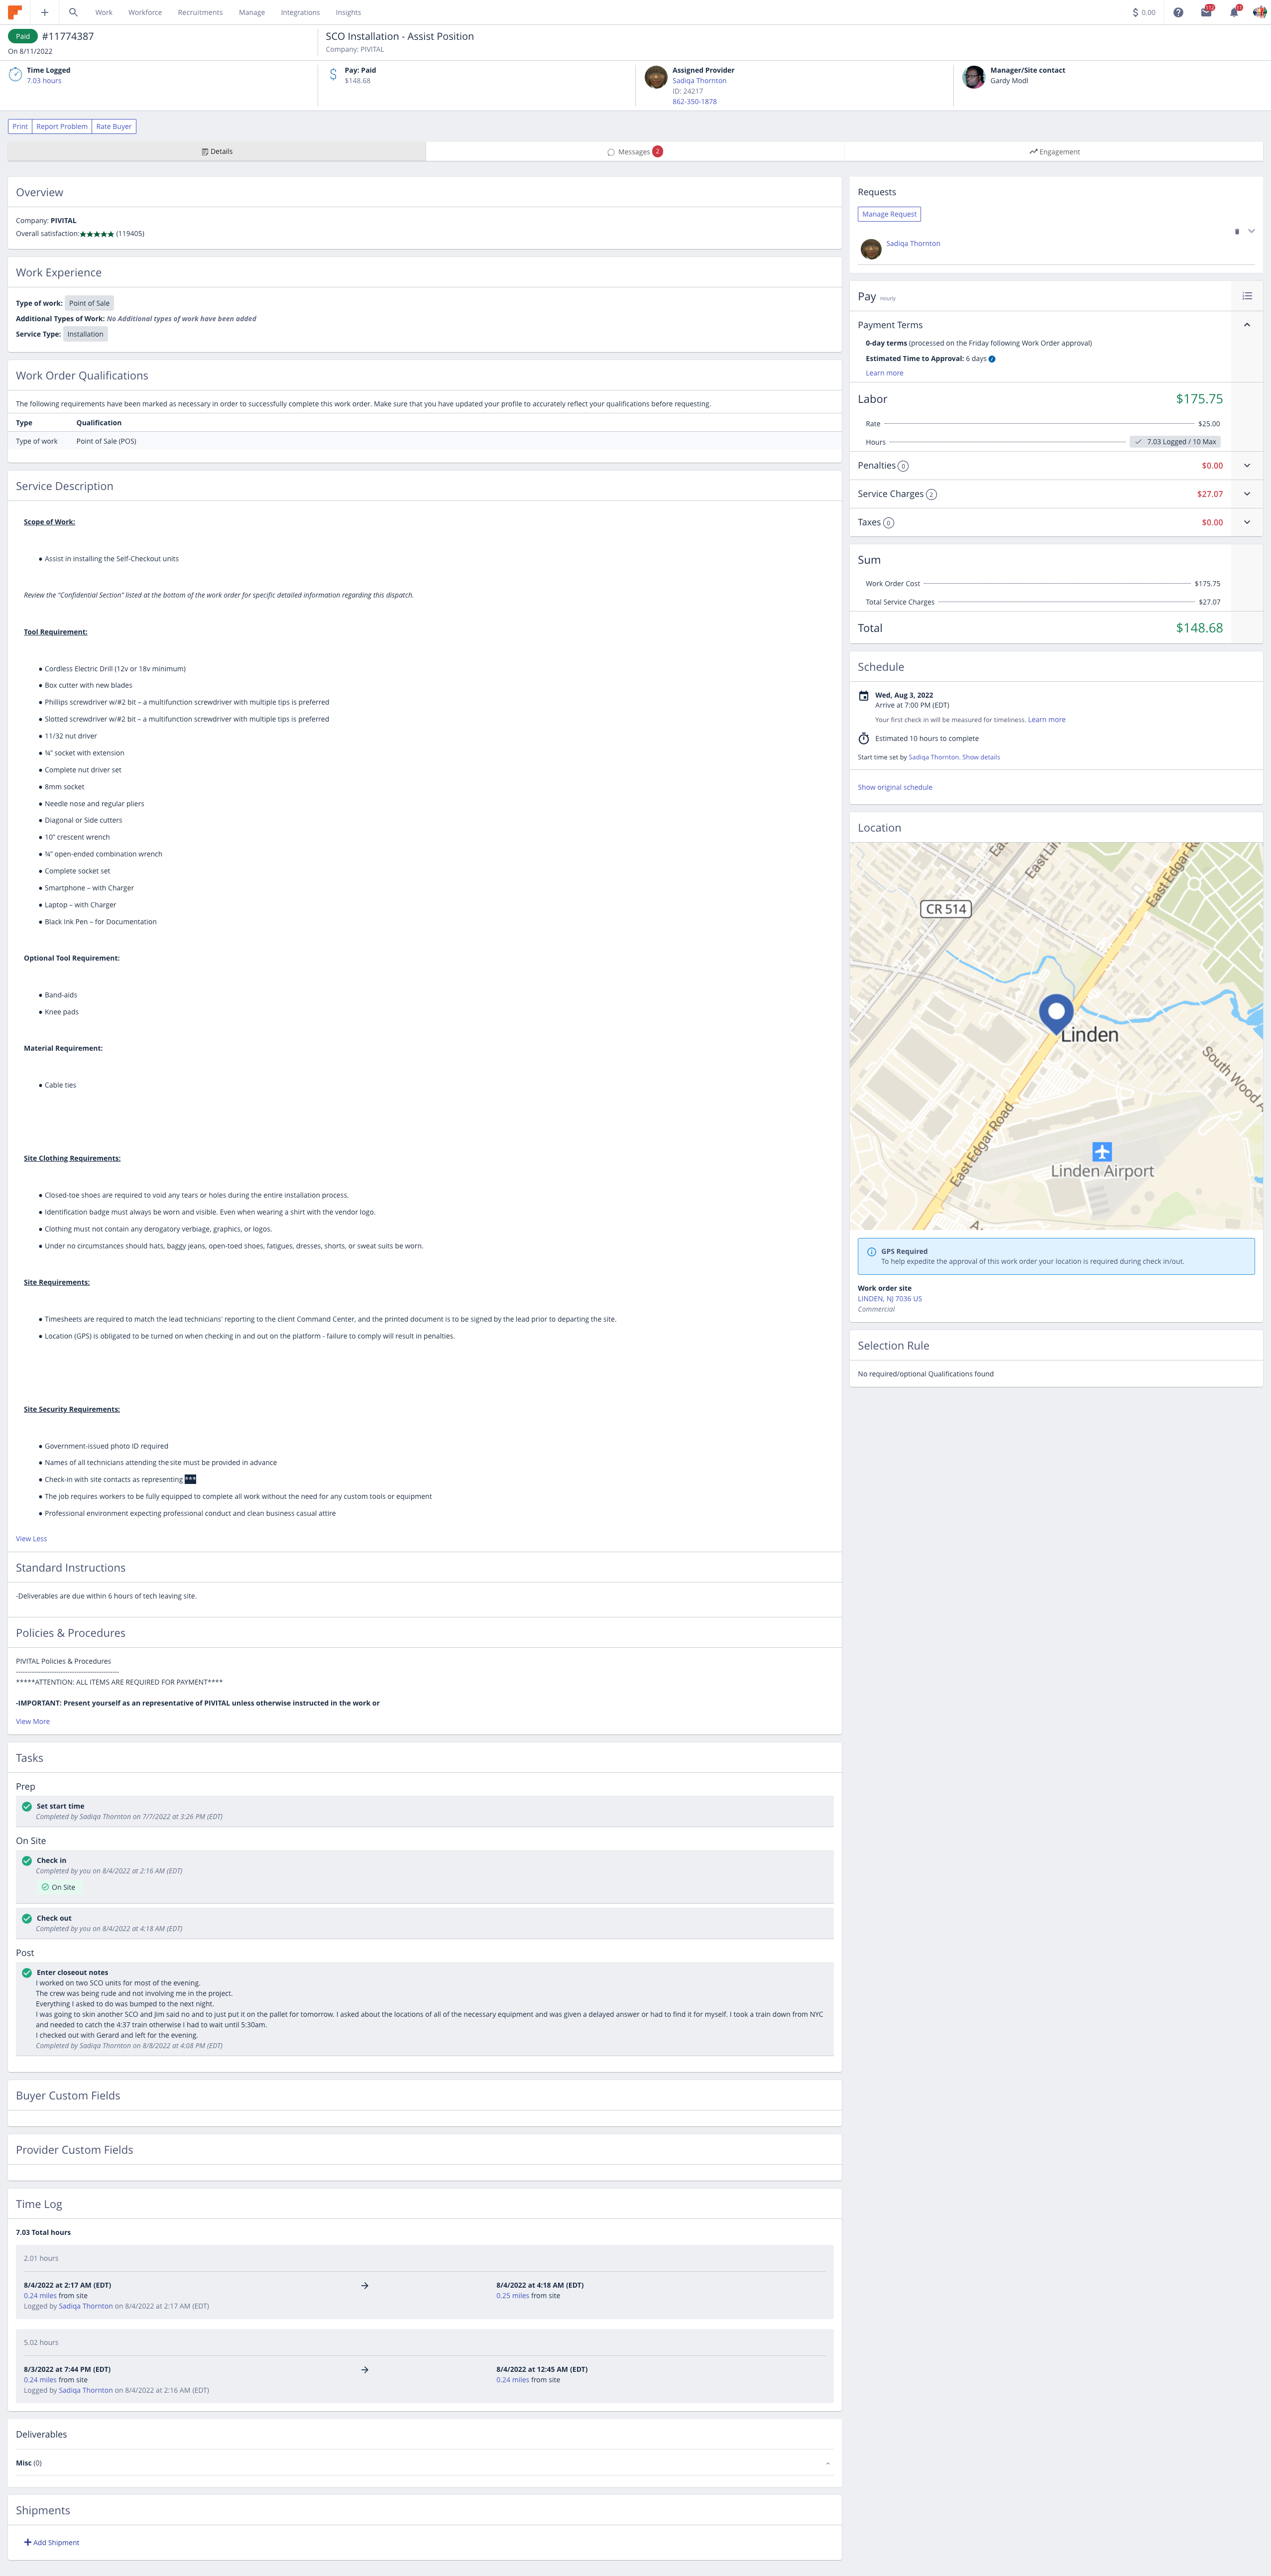 Work Workforce Recruitments Manage Integrations Insights $ 0.00
Paid #11774387
On 8/11/2022
SCO Installation - Assist Position
Company: PIVITAL
Time Logged
7.03 hours
Pay: Paid
$148.68
Assigned Provider
Sadiqa Thornton
ID: 24217
862-350-1878
Manager/Site contact
Gardy Modl
Print Report Problem Rate Buyer
Details Messages 2 Engagement
Overview
Company: PIVITAL
Overall satisfaction:★★★★★ (119405)
Work Experience
Type of work: Point of Sale
Additional Types of Work: No Additional types of work have been added
Service Type: Installation
Work Order Qualifications
The following requirements have been marked as necessary in order to successfully complete this work order. Make sure that you have updated your profile to accurately reflect your qualifications before requesting.
Type Qualification
Type of work Point of Sale (POS)
Service Description
Scope of Work:
● Assist in installing the Self-Checkout units
Review the “Confidential Section” listed at the bottom of the work order for specific detailed information regarding this dispatch.
Tool Requirement:
● Cordless Electric Drill (12v or 18v minimum)
● Box cutter with new blades
● Phillips screwdriver w/#2 bit – a multifunction screwdriver with multiple tips is preferred
● Slotted screwdriver w/#2 bit – a multifunction screwdriver with multiple tips is preferred
● 11/32 nut driver
● ¾” socket with extension
● Complete nut driver set
● 8mm socket
● Needle nose and regular pliers
● Diagonal or Side cutters
● 10” crescent wrench
● ¾” open-ended combination wrench
● Complete socket set
● Smartphone – with Charger
● Laptop – with Charger
● Black Ink Pen – for Documentation
Optional Tool Requirement:
● Band-aids
● Knee pads
Material Requirement:
● Cable ties
Site Clothing Requirements:
● Closed-toe shoes are required to void any tears or holes during the entire installation process.
● Identification badge must always be worn and visible. Even when wearing a shirt with the vendor logo.
● Clothing must not contain any derogatory verbiage, graphics, or logos.
● Under no circumstances should hats, baggy jeans, open-toed shoes, fatigues, dresses, shorts, or sweat suits be worn.
Site Requirements:
● Timesheets are required to match the lead technicians' reporting to the client Command Center, and the printed document is to be signed by the lead prior to departing the site.
● Location (GPS) is obligated to be turned on when checking in and out on the platform - failure to comply will result in penalties.
Site Security Requirements:
● Government-issued photo ID required
● Names of all technicians attending the site must be provided in advance
● Check-in with site contacts as representing ***
● The job requires workers to be fully equipped to complete all work without the need for any custom tools or equipment
● Professional environment expecting professional conduct and clean business casual attire
View Less
Standard Instructions
-Deliverables are due within 6 hours of tech leaving site.
Policies & Procedures
PIVITAL Policies & Procedures
---------------------------------------------
*****ATTENTION: ALL ITEMS ARE REQUIRED FOR PAYMENT****
-IMPORTANT: Present yourself as an representative of PIVITAL unless otherwise instructed in the work or
View More
Tasks
Prep
Set start time
Completed by Sadiqa Thornton on 7/7/2022 at 3:26 PM (EDT)
On Site
Check in
Completed by you on 8/4/2022 at 2:16 AM (EDT)
On Site
Check out
Completed by you on 8/4/2022 at 4:18 AM (EDT)
Post
Enter closeout notes
I worked on two SCO units for most of the evening.
The crew was being rude and not involving me in the project.
Everything I asked to do was bumped to the next night.
I was going to skin another SCO and Jim said no and to just put it on the pallet for tomorrow. I asked about the locations of all of the necessary equipment and was given a delayed answer or had to find it for myself. I took a train down from NYC
and needed to catch the 4:37 train otherwise I had to wait until 5:30am.
I checked out with Gerard and left for the evening.
Completed by Sadiqa Thornton on 8/8/2022 at 4:08 PM (EDT)
Buyer Custom Fields
Provider Custom Fields
Time Log
7.03 Total hours
2.01 hours
8/4/2022 at 2:17 AM (EDT) → 8/4/2022 at 4:18 AM (EDT)
0.24 miles from site 0.25 miles from site
Logged by Sadiqa Thornton on 8/4/2022 at 2:17 AM (EDT)
5.02 hours
8/3/2022 at 7:44 PM (EDT) → 8/4/2022 at 12:45 AM (EDT)
0.24 miles from site 0.24 miles from site
Logged by Sadiqa Thornton on 8/4/2022 at 2:16 AM (EDT)
Deliverables
Misc (0)
Shipments
+ Add Shipment
Requests
Manage Request
Sadiqa Thornton
Pay Hourly
Payment Terms
0-day terms (processed on the Friday following Work Order approval)
Estimated Time to Approval: 6 days
Learn more
Labor $175.75
Rate $25.00
Hours 7.03 Logged / 10 Max
Penalties 0 $0.00
Service Charges 2 $27.07
Taxes 0 $0.00
Sum
Work Order Cost $175.75
Total Service Charges $27.07
Total $148.68
Schedule
Wed, Aug 3, 2022
Arrive at 7:00 PM (EDT)
Your first check in will be measured for timeliness. Learn more
Estimated 10 hours to complete
Start time set by Sadiqa Thornton. Show details
Show original schedule
Location
CR 514
East Edgar R
Linden
South Wood A
East Edgar Road
Linden Airport
GPS Required
To help expedite the approval of this work order your location is required during check in/out.
Work order site
LINDEN, NJ 7036 US
Commercial
Selection Rule
No required/optional Qualifications found